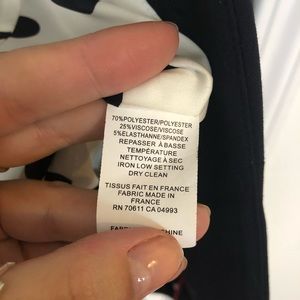 70%POLYESTER/POLYESTER
25%VISCOSE/VISCOSE
5%ELASTHANNE/SPANDEX
REPASSER À BASSE
TEMPÉRATURE
NETTOYAGE À SEC
IRON LOW SETTING
DRY CLEAN
TISSUS FAIT EN FRANCE
FABRIC MADE IN
FRANCE
RN 70611 CA 04993